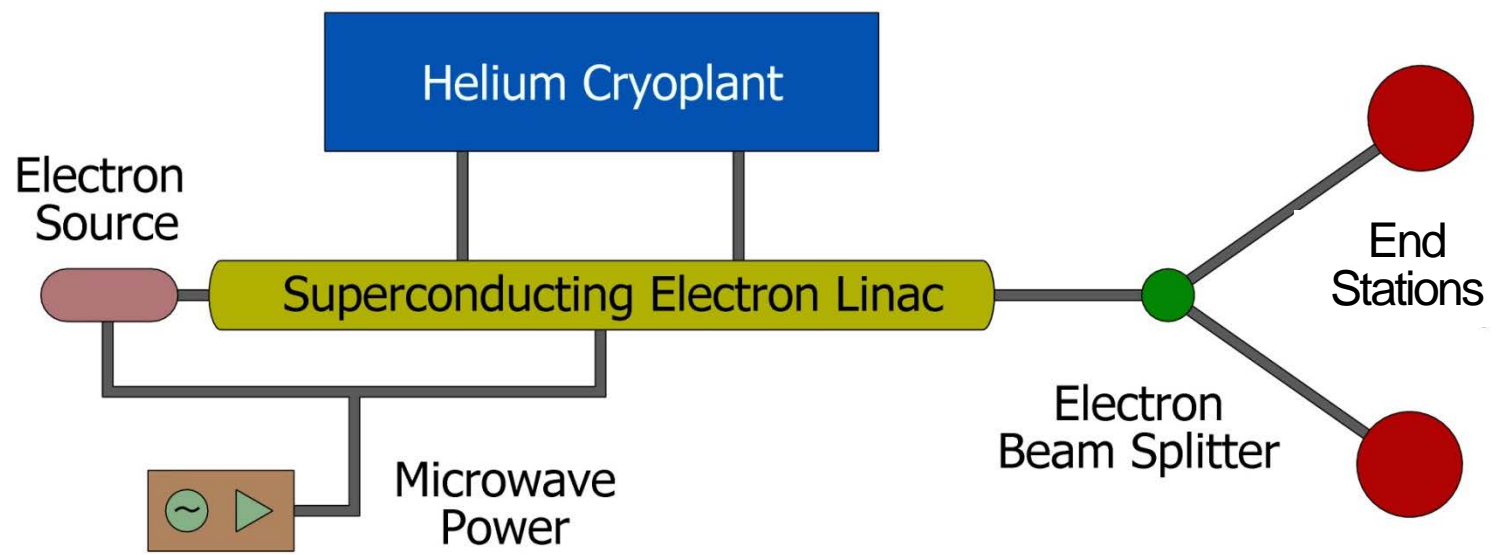 Helium Cryoplant
Electron
Source
Superconducting Electron Linac
End
Stations
Electron
Beam Splitter
Microwave
Power
~